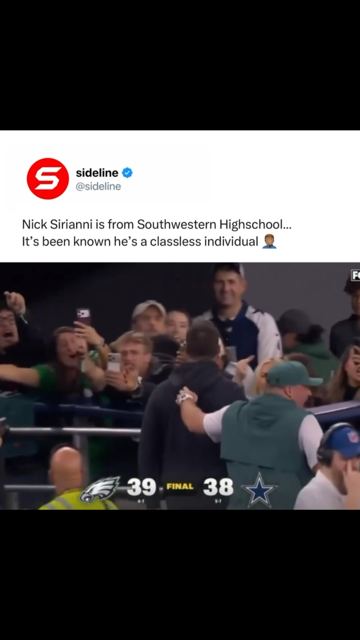 sideline
@sideline
Nick Sirianni is from Southwestern Highschool...
It's been known he's a classless individual 🤦🏾‍♂️
39 FINAL 38